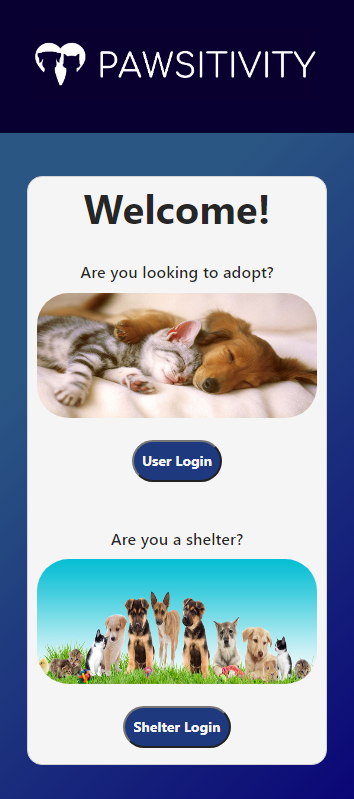 PAWSITIVITY
Welcome!
Are you looking to adopt?
User Login
Are you a shelter?
Shelter Login